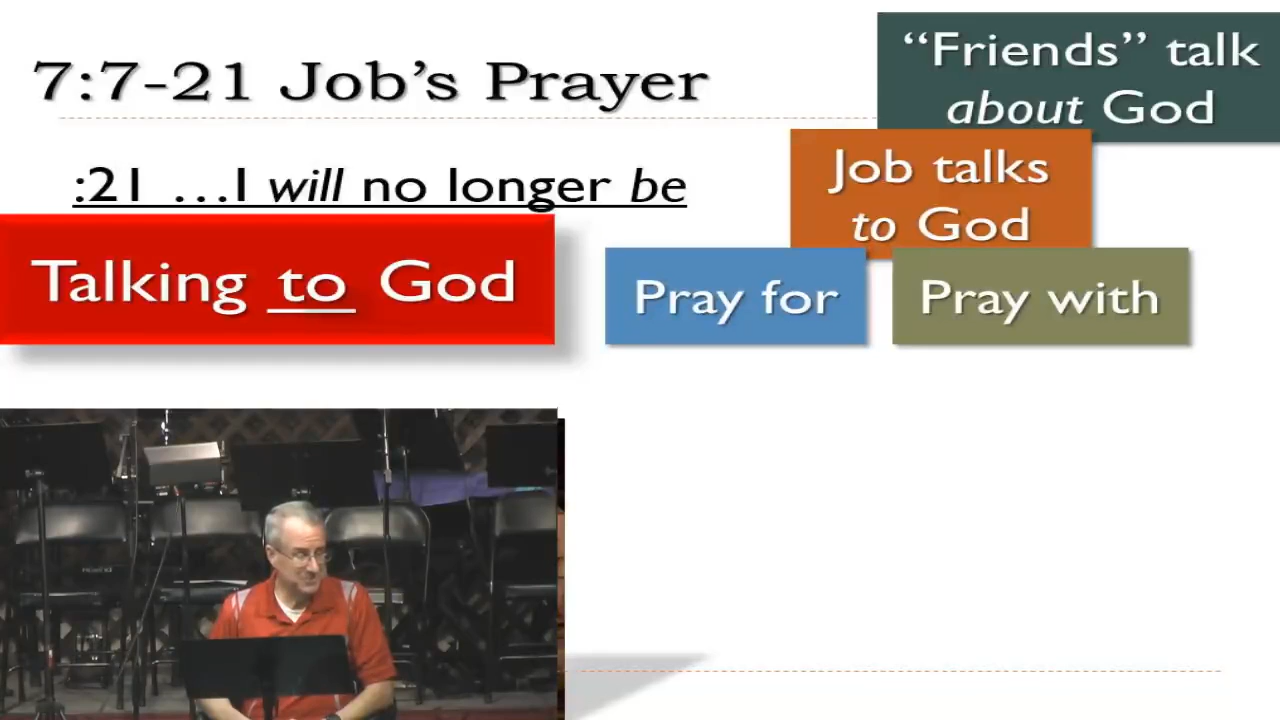 7:7-21 Job’s Prayer
“Friends” talk
about God
:21 …I will no longer be
Job talks
to God
Talking to God
Pray for
Pray with